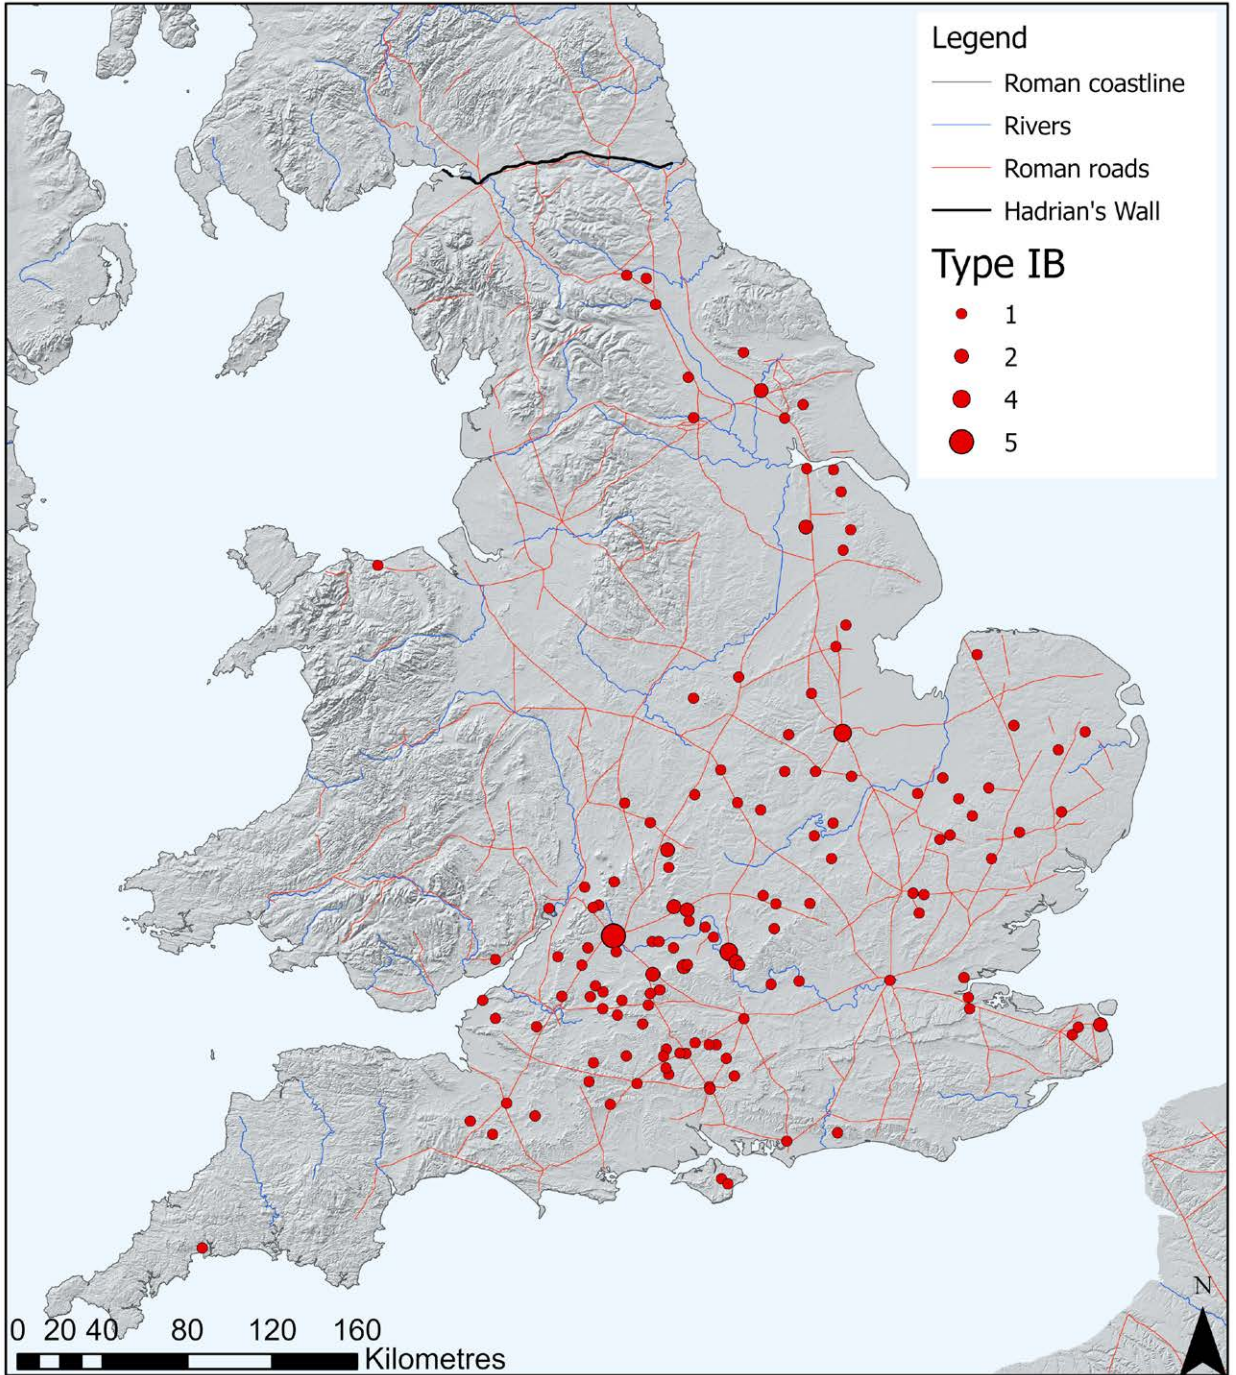 Legend
Roman coastline
Rivers
Roman roads
Hadrian's Wall
Type IB
1
2
4
5
N
0 20 40 80 120 160
Kilometres